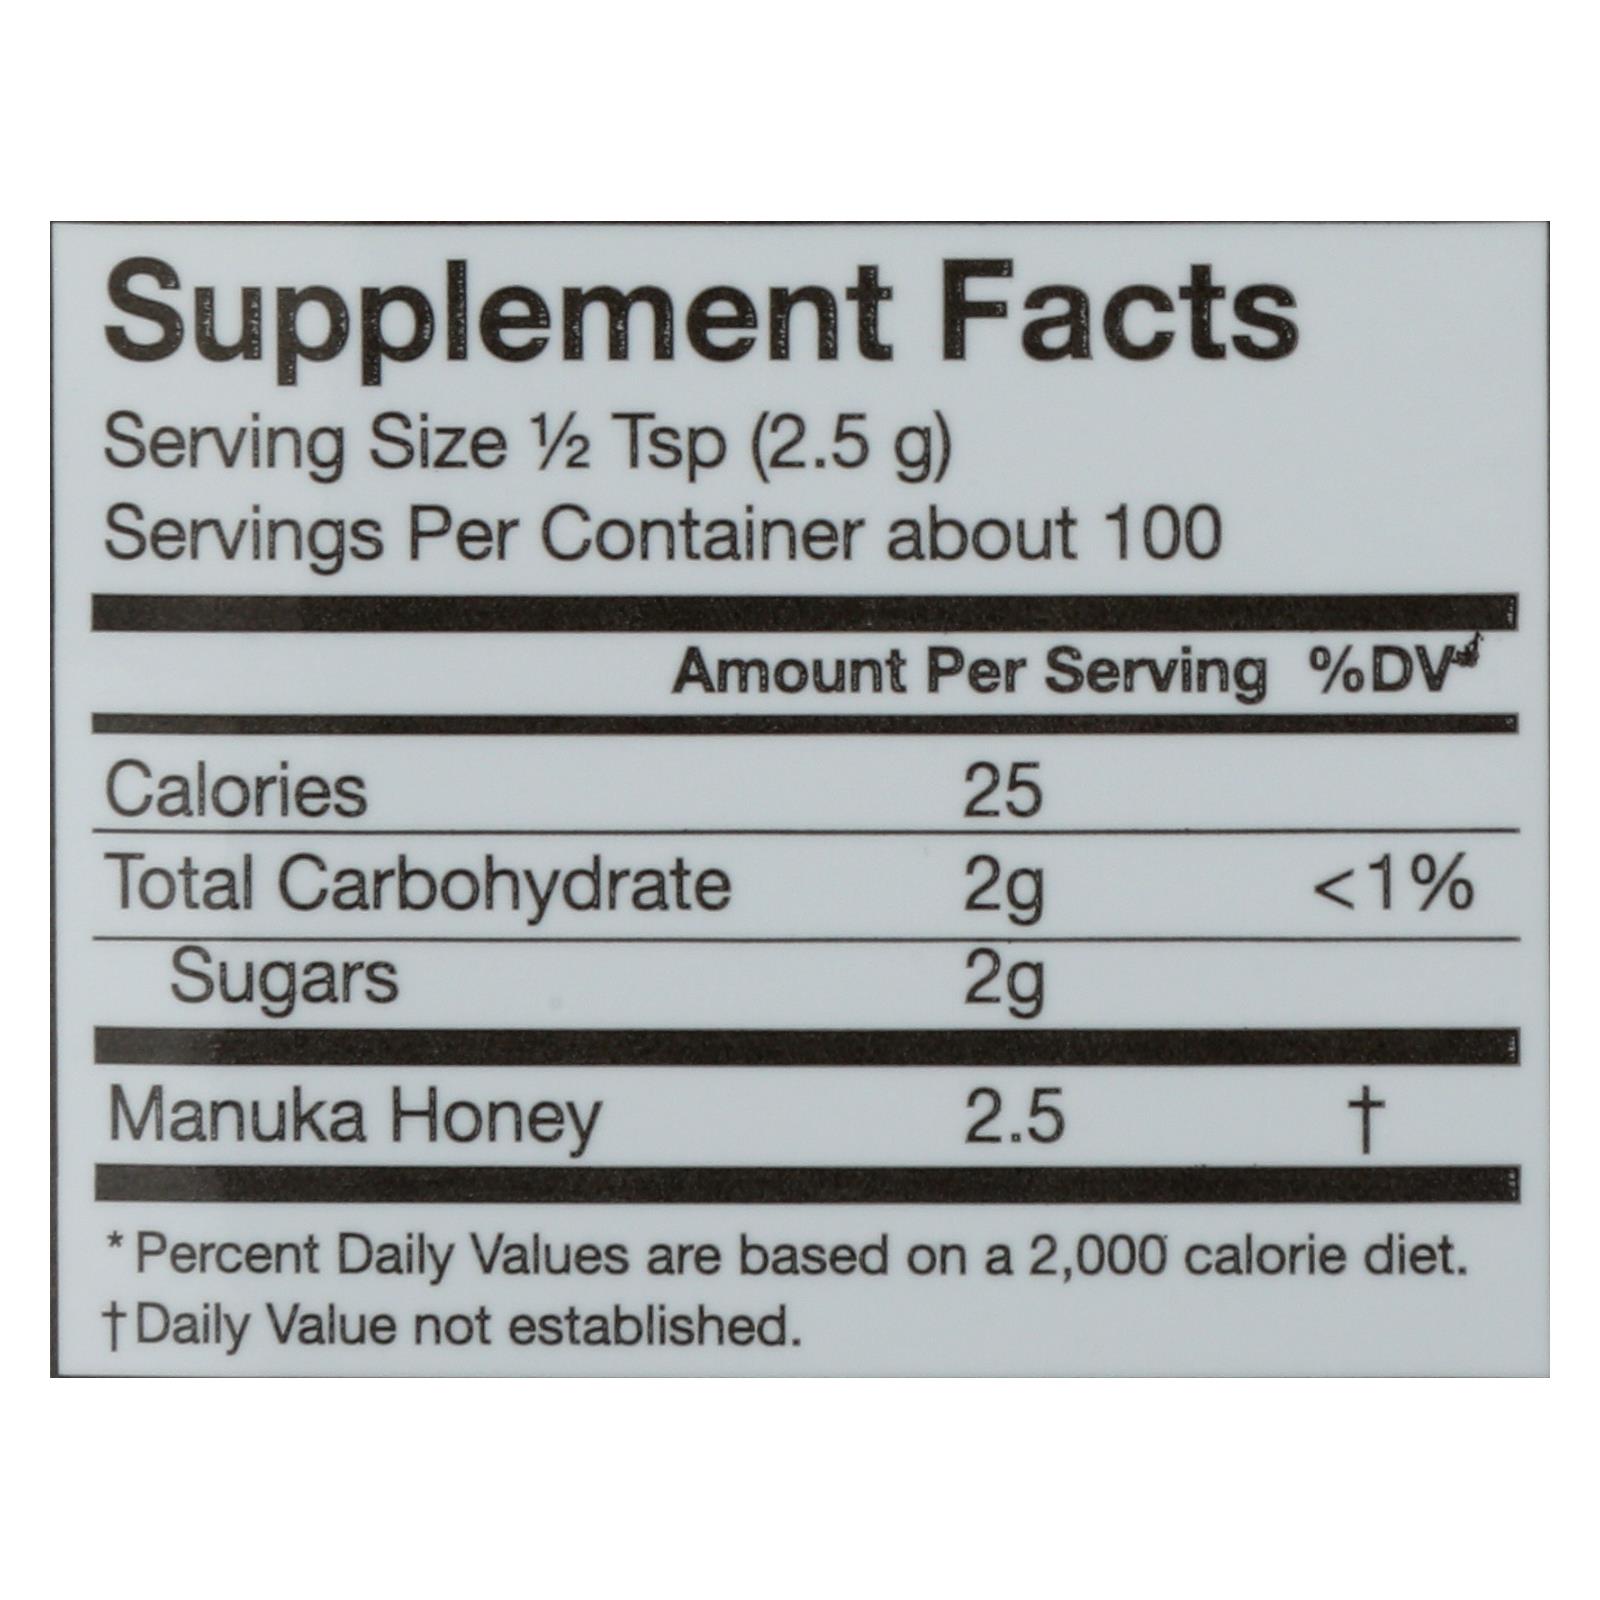 Supplement Facts
Serving Size ½ Tsp (2.5 g)
Servings Per Container about 100
Amount Per Serving %DV*
Calories 25
Total Carbohydrate 2g <1%
Sugars 2g
Manuka Honey 2.5 †
* Percent Daily Values are based on a 2,000 calorie diet.
† Daily Value not established.